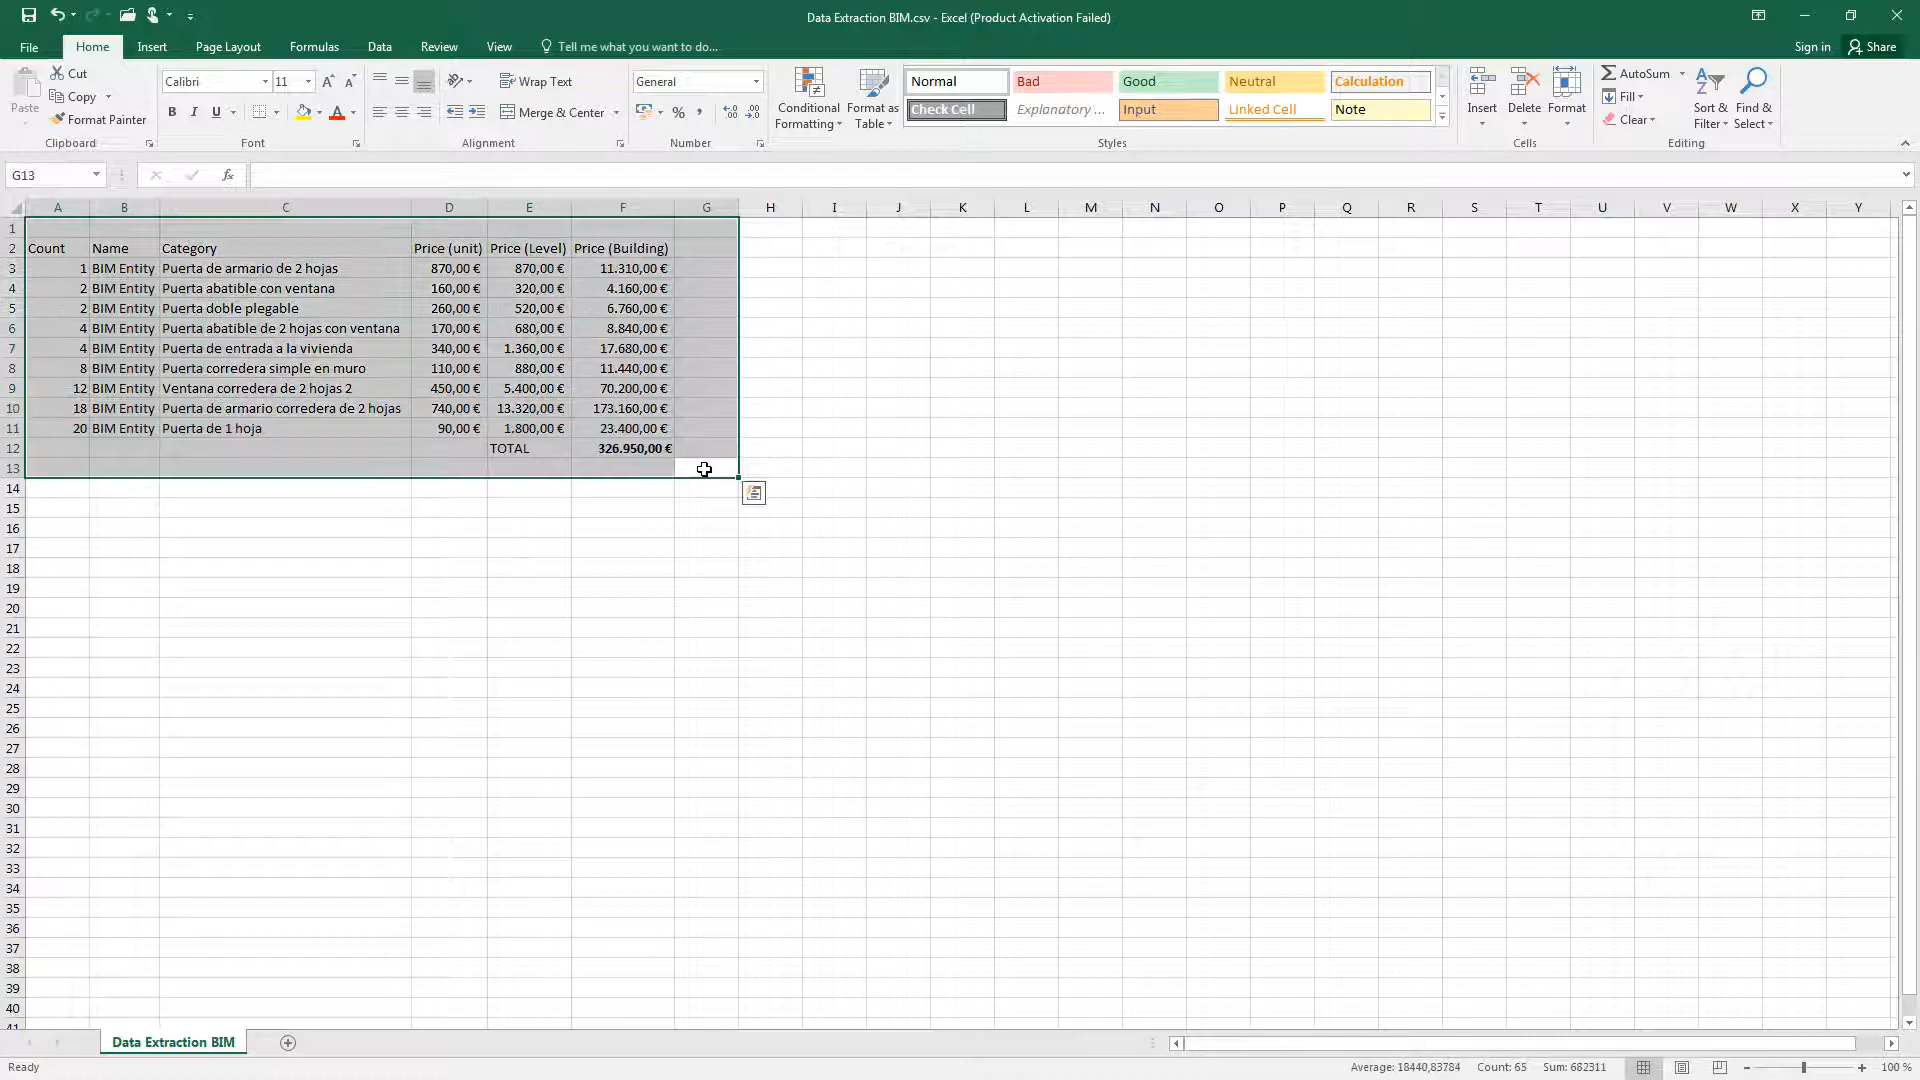 Data Extraction BIM.csv - Excel (Product Activation Failed)
File Home Insert Page Layout Formulas Data Review View Tell me what you want to do... Sign in Share
Paste Cut Copy Format Painter Clipboard
Calibri 11 A A B I U A Font
Wrap Text Merge & Center Alignment
General % , Number
Conditional Formatting Format as Table
Normal Bad Good Neutral Calculation
Check Cell Explanatory ... Input Linked Cell Note
Styles
Insert Delete Format Cells
AutoSum Fill Clear Sort & Filter Find & Select Editing
G13 fx
A B C D E F G H I J K L M N O P Q R S T U V W X Y
1
2 Count Name Category Price (unit) Price (Level) Price (Building)
3 1 BIM Entity Puerta de armario de 2 hojas 870,00 € 870,00 € 11.310,00 €
4 2 BIM Entity Puerta abatible con ventana 160,00 € 320,00 € 4.160,00 €
5 2 BIM Entity Puerta doble plegable 260,00 € 520,00 € 6.760,00 €
6 4 BIM Entity Puerta abatible de 2 hojas con ventana 170,00 € 680,00 € 8.840,00 €
7 4 BIM Entity Puerta de entrada a la vivienda 340,00 € 1.360,00 € 17.680,00 €
8 8 BIM Entity Puerta corredera simple en muro 110,00 € 880,00 € 11.440,00 €
9 12 BIM Entity Ventana corredera de 2 hojas 2 450,00 € 5.400,00 € 70.200,00 €
10 18 BIM Entity Puerta de armario corredera de 2 hojas 740,00 € 13.320,00 € 173.160,00 €
11 20 BIM Entity Puerta de 1 hoja 90,00 € 1.800,00 € 23.400,00 €
12 TOTAL 326.950,00 €
13
14
15
16
17
18
19
20
21
22
23
24
25
26
27
28
29
30
31
32
33
34
35
36
37
38
39
40
41
Data Extraction BIM
Ready Average: 18440,83784 Count: 65 Sum: 682311 100 %